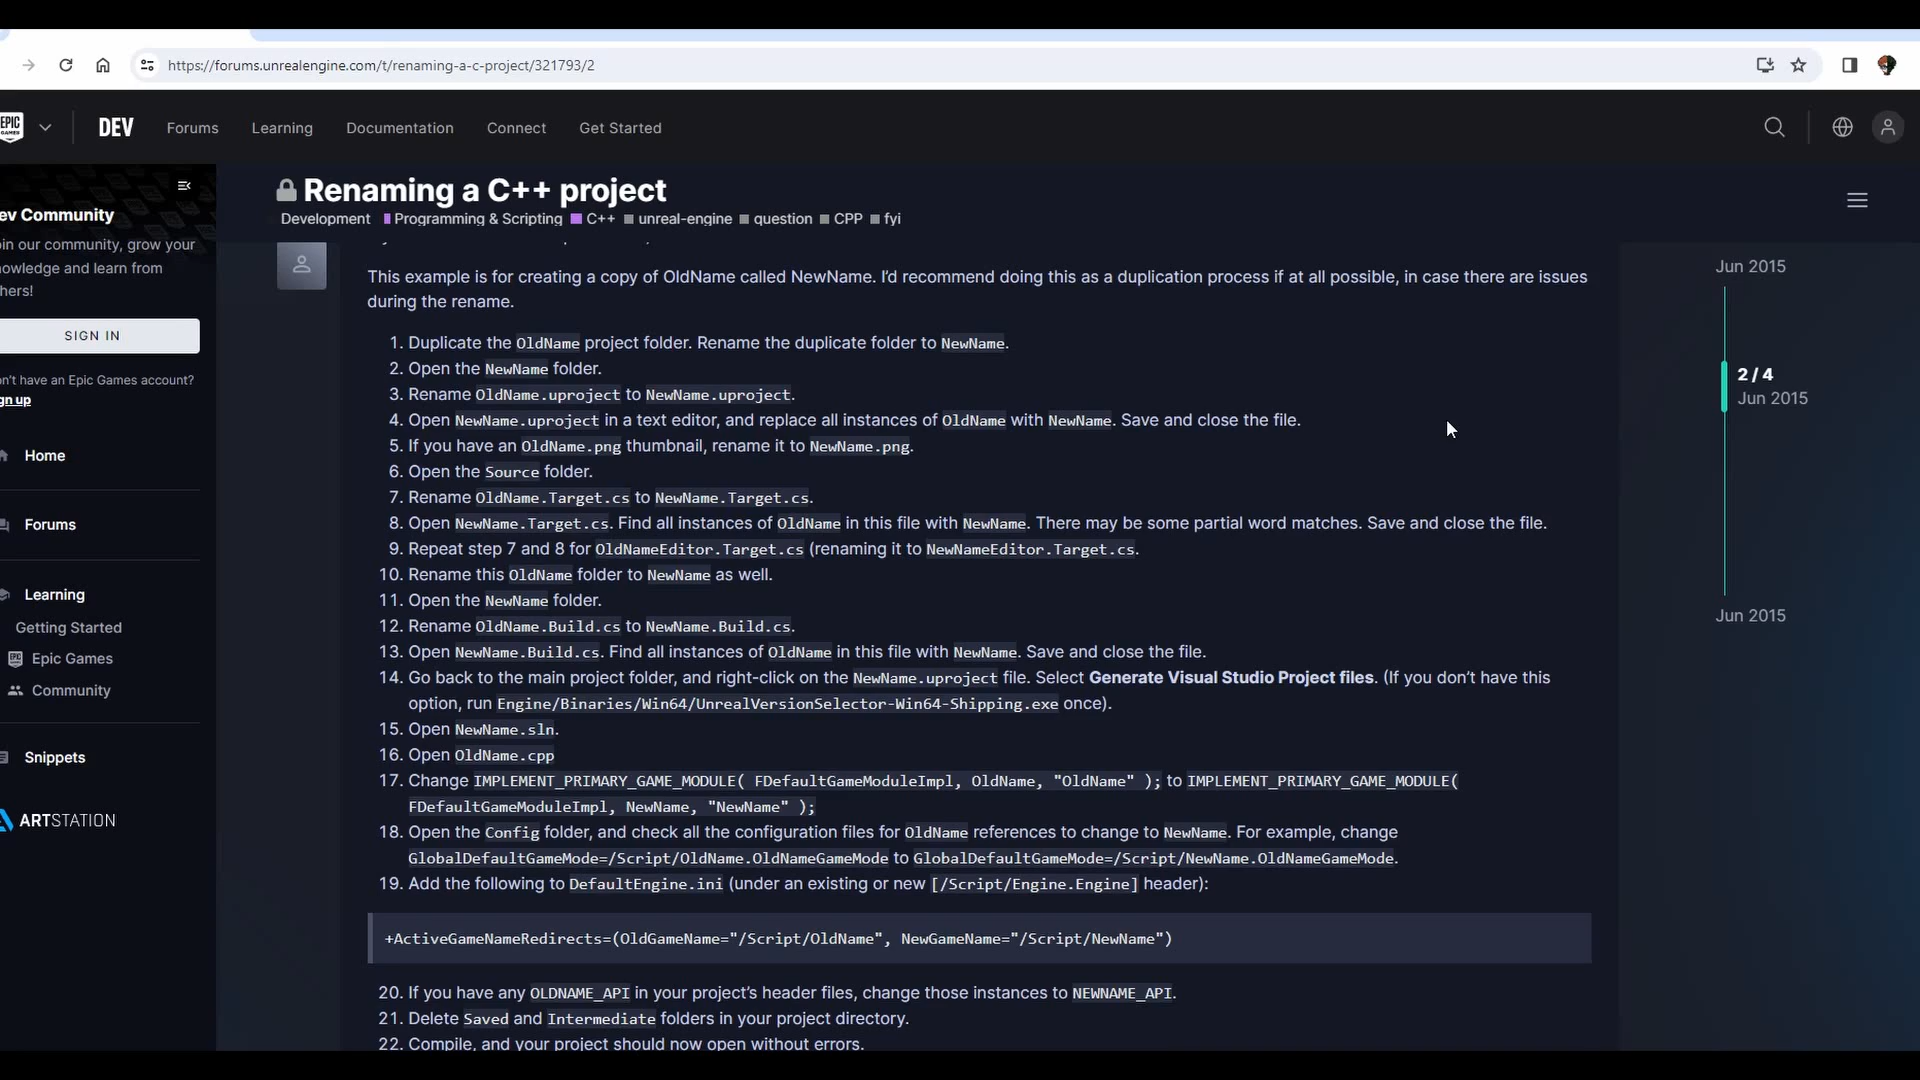 https://forums.unrealengine.com/t/renaming-a-c-project/321793/2
EPIC GAMES
DEV
Forums
Learning
Documentation
Connect
Get Started
ev Community
oin our community, grow your
owledge and learn from
hers!
SIGN IN
on't have an Epic Games account?
gn up
Home
Forums
Learning
Getting Started
Epic Games
Community
Snippets
ARTSTATION
Renaming a C++ project
Development Programming & Scripting C++ unreal-engine question CPP fyi
This example is for creating a copy of OldName called NewName. I'd recommend doing this as a duplication process if at all possible, in case there are issues
during the rename.
1. Duplicate the OldName project folder. Rename the duplicate folder to NewName.
2. Open the NewName folder.
3. Rename OldName.uproject to NewName.uproject.
4. Open NewName.uproject in a text editor, and replace all instances of OldName with NewName. Save and close the file.
5. If you have an OldName.png thumbnail, rename it to NewName.png.
6. Open the Source folder.
7. Rename OldName.Target.cs to NewName.Target.cs.
8. Open NewName.Target.cs. Find all instances of OldName in this file with NewName. There may be some partial word matches. Save and close the file.
9. Repeat step 7 and 8 for OldNameEditor.Target.cs (renaming it to NewNameEditor.Target.cs.
10. Rename this OldName folder to NewName as well.
11. Open the NewName folder.
12. Rename OldName.Build.cs to NewName.Build.cs.
13. Open NewName.Build.cs. Find all instances of OldName in this file with NewName. Save and close the file.
14. Go back to the main project folder, and right-click on the NewName.uproject file. Select Generate Visual Studio Project files. (If you don't have this
option, run Engine/Binaries/Win64/UnrealVersionSelector-Win64-Shipping.exe once).
15. Open NewName.sln.
16. Open OldName.cpp
17. Change IMPLEMENT_PRIMARY_GAME_MODULE( FDefaultGameModuleImpl, OldName, "OldName" ); to IMPLEMENT_PRIMARY_GAME_MODULE(
FDefaultGameModuleImpl, NewName, "NewName" );
18. Open the Config folder, and check all the configuration files for OldName references to change to NewName. For example, change
GlobalDefaultGameMode=/Script/OldName.OldNameGameMode to GlobalDefaultGameMode=/Script/NewName.OldNameGameMode.
19. Add the following to DefaultEngine.ini (under an existing or new [/Script/Engine.Engine] header):
+ActiveGameNameRedirects=(OldGameName="/Script/OldName", NewGameName="/Script/NewName")
20. If you have any OLDNAME_API in your project's header files, change those instances to NEWNAME_API.
21. Delete Saved and Intermediate folders in your project directory.
22. Compile, and your project should now open without errors.
Jun 2015
2 / 4
Jun 2015
Jun 2015